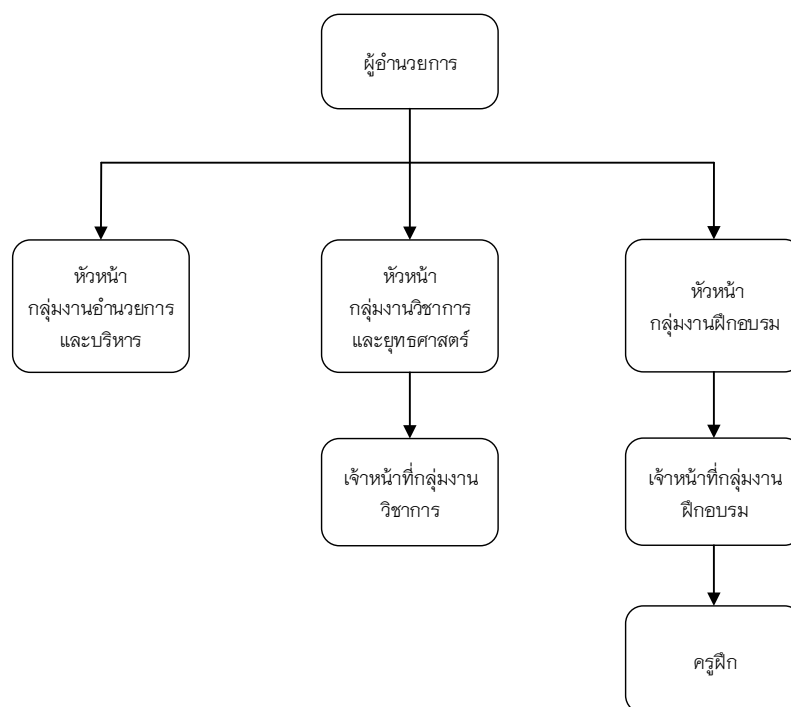 ผู้อำนวยการ
หัวหน้า
กลุ่มงานอำนวยการ
และบริหาร
หัวหน้า
กลุ่มงานวิชาการ
และยุทธศาสตร์
หัวหน้า
กลุ่มงานฝึกอบรม
เจ้าหน้าที่กลุ่มงาน
วิชาการ
เจ้าหน้าที่กลุ่มงาน
ฝึกอบรม
ครูฝึก